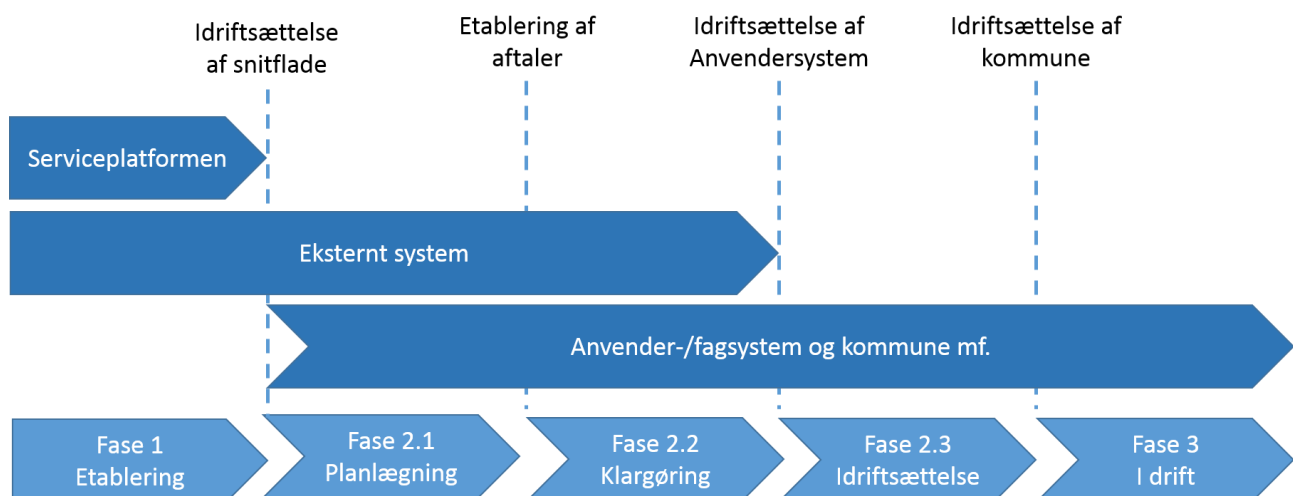 Idriftsættelse
af snitflade
Etablering af
aftaler
Idriftsættelse af
Anvendersystem
Idriftsættelse af
kommune
Serviceplatformen
Eksternt system
Anvender-/fagsystem og kommune mf.
Fase 1
Etablering
Fase 2.1
Planlægning
Fase 2.2
Klargøring
Fase 2.3
Idriftsættelse
Fase 3
I drift